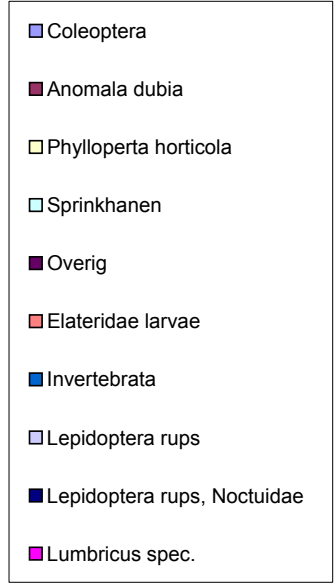 Coleoptera
Anomala dubia
Phylloperta horticola
Sprinkhanen
Overig
Elateridae larvae
Invertebrata
Lepidoptera rups
Lepidoptera rups, Noctuidae
Lumbricus spec.